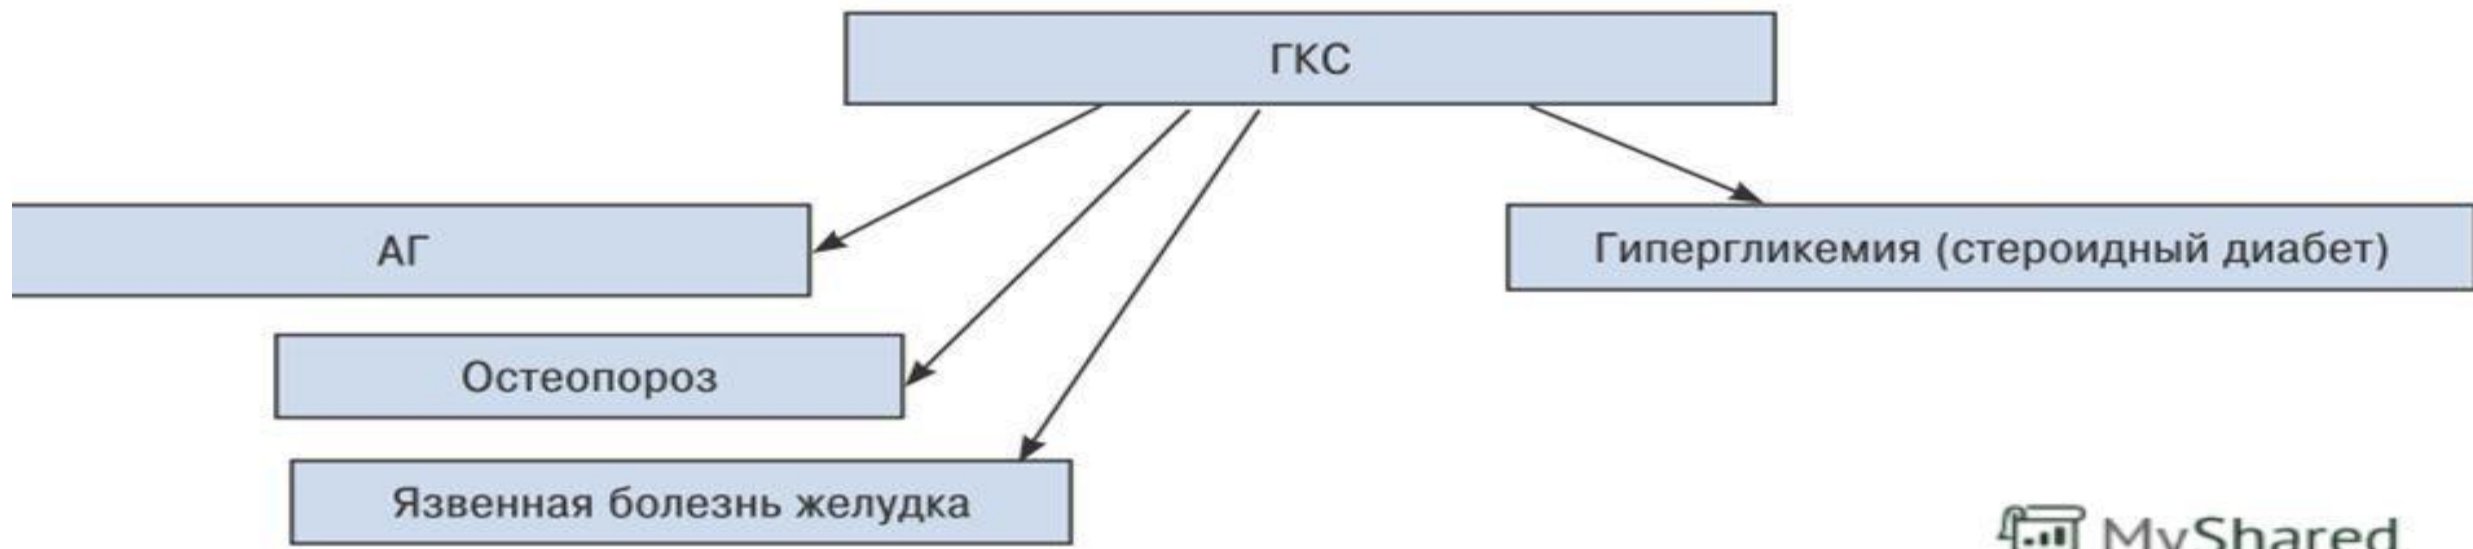 ГКС
АГ
Гипергликемия (стероидный диабет)
Остеопороз
Язвенная болезнь желудка
MyShared